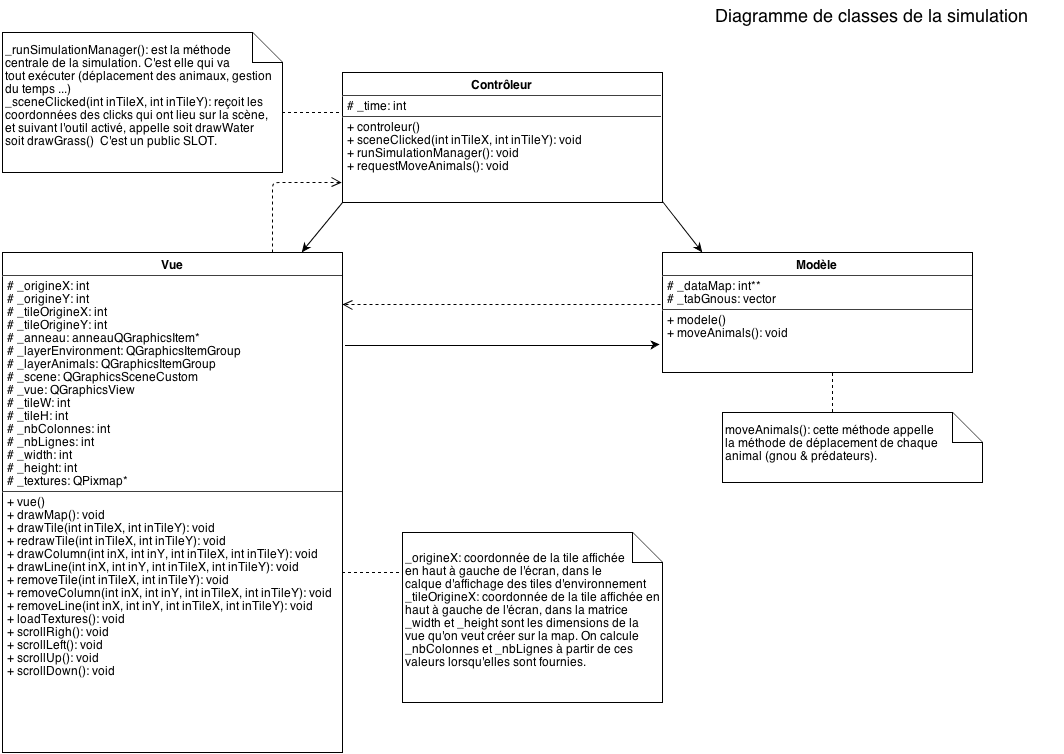 Diagramme de classes de la simulation
_runSimulationManager(): est la méthode
centrale de la simulation. C'est elle qui va
tout exécuter (déplacement des animaux, gestion
du temps ...)
_sceneClicked(int inTileX, int inTileY): reçoit les
coordonnées des clicks qui ont lieu sur la scène,
et suivant l'outil activé, appelle soit drawWater
soit drawGrass()  C'est un public SLOT.
Contrôleur
# _time: int
+ controleur()
+ sceneClicked(int inTileX, int inTileY): void
+ runSimulationManager(): void
+ requestMoveAnimals(): void
Vue
# _origineX: int
# _origineY: int
# _tileOrigineX: int
# _tileOrigineY: int
# _anneau: anneauQGraphicsItem*
# _layerEnvironment: QGraphicsItemGroup
# _layerAnimals: QGraphicsItemGroup
# _scene: QGraphicsSceneCustom
# _vue: QGraphicsView
# _tileW: int
# _tileH: int
# _nbColonnes: int
# _nbLignes: int
# _width: int
# _height: int
# _textures: QPixmap*
+ vue()
+ drawMap(): void
+ drawTile(int inTileX, int inTileY): void
+ redrawTile(int inTileX, int inTileY): void
+ drawColumn(int inX, int inY, int inTileX, int inTileY): void
+ drawLine(int inX, int inY, int inTileX, int inTileY): void
+ removeTile(int inTileX, int inTileY): void
+ removeColumn(int inX, int inY, int inTileX, int inTileY): void
+ removeLine(int inX, int inY, int inTileX, int inTileY): void
+ loadTextures(): void
+ scrollRigh(): void
+ scrollLeft(): void
+ scrollUp(): void
+ scrollDown(): void
Modèle
# _dataMap: int**
# _tabGnous: vector
+ modele()
+ moveAnimals(): void
moveAnimals(): cette méthode appelle
la méthode de déplacement de chaque
animal (gnou & prédateurs).
_origineX: coordonnée de la tile affichée
en haut à gauche de l'écran, dans le
calque d'affichage des tiles d'environement
_tileOrigineX: coordonnée de la tile affichée en
haut à gauche de l'écran, dans la matrice
_width et _height sont les dimensions de la
vue qu'on veut créer sur la map. On calcule
_nbColonnes et _nbLignes à partir de ces
valeurs lorsqu'elles sont fournies.